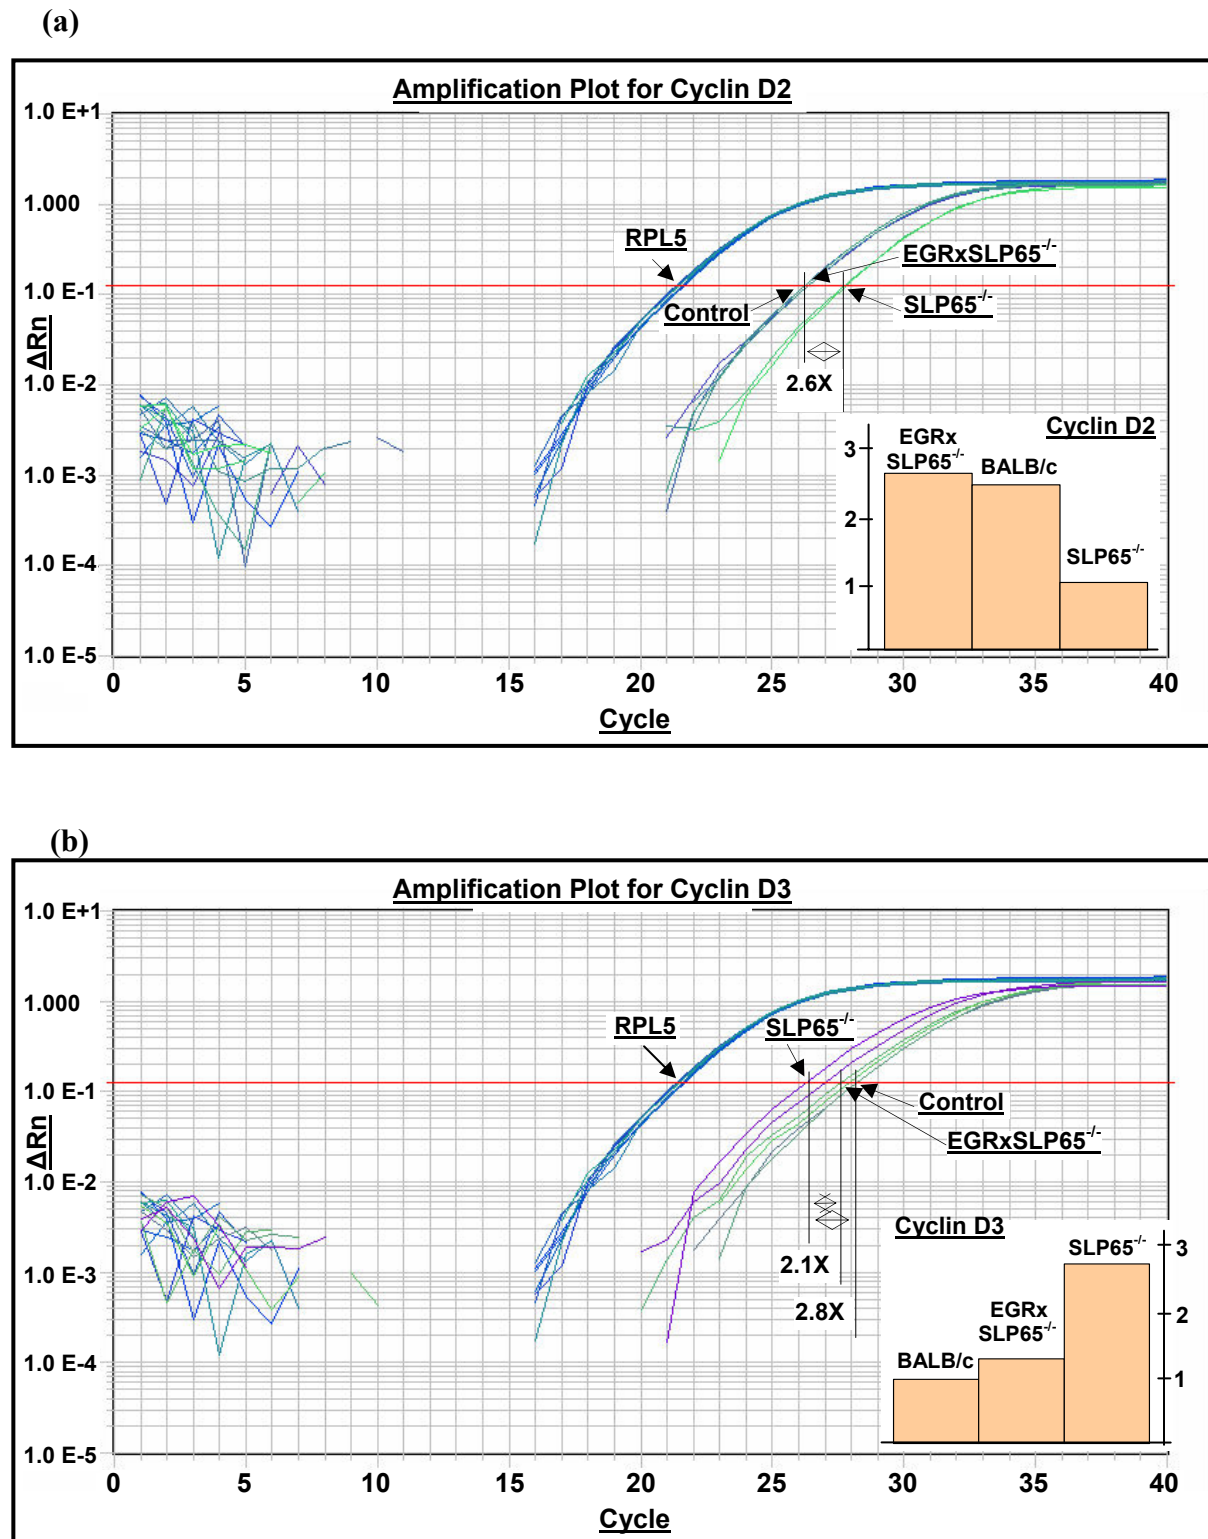 (a)
Amplification Plot for Cyclin D2
1.0 E+1
1.000
1.0 E-1
1.0 E-2
1.0 E-3
1.0 E-4
1.0 E-5
ΔRn
RPL5
EGRxSLP65-/-
Control
SLP65-/-
2.6X
Cyclin D2
3
2
1
EGRx
SLP65-/-
BALB/c
SLP65-/-
0 5 10 15 20 25 30 35 40
Cycle
(b)
Amplification Plot for Cyclin D3
1.0 E+1
1.000
1.0 E-1
1.0 E-2
1.0 E-3
1.0 E-4
1.0 E-5
ΔRn
RPL5
SLP65-/-
Control
EGRxSLP65-/-
2.1X
2.8X
Cyclin D3
SLP65-/-
EGRx
SLP65-/-
BALB/c
3
2
1
0 5 10 15 20 25 30 35 40
Cycle